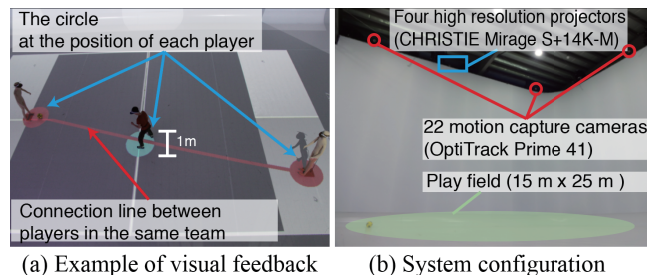 The circle
at the position of each player
1m
Connection line between
players in the same team
(a) Example of visual feedback
Four high resolution projectors
(CHRISTIE Mirage S+14K-M)
22 motion capture cameras
(OptiTrack Prime 41)
Play field (15 m x 25 m )
(b) System configuration